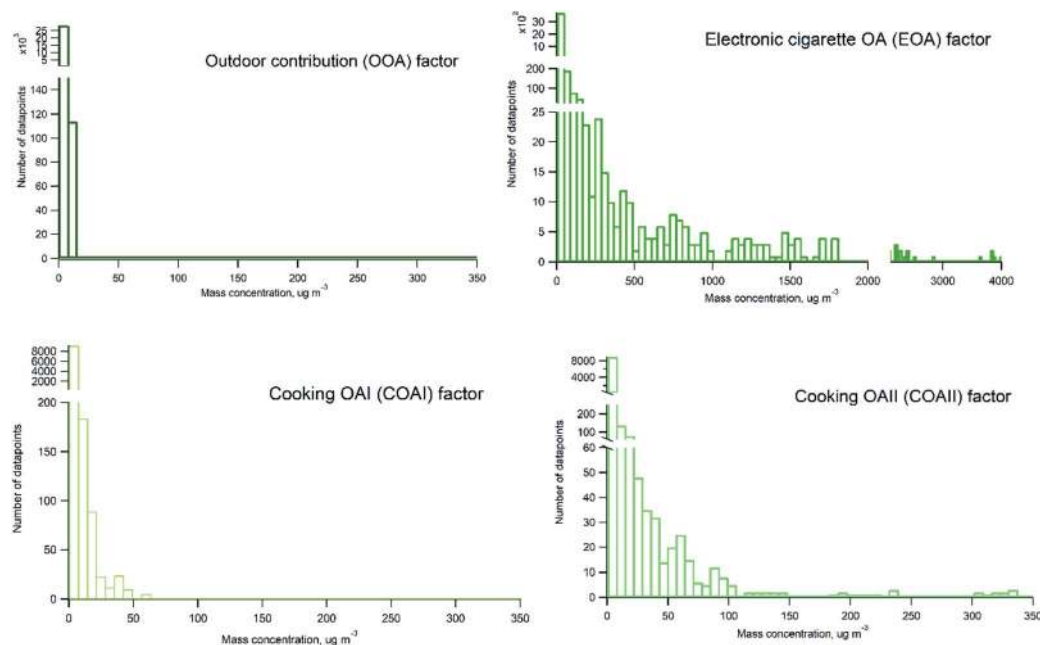 x10³
25
20
15
10
5
140
120
100
80
60
40
20
0
Number of datapoints
Outdoor contribution (OOA) factor
0 50 100 150 200 250 300 350
Mass concentration, ug m⁻³
x10³
30
20
10
200
100
25
20
15
10
5
0
Number of datapoints
Electronic cigarette OA (EOA) factor
0 500 1000 1500 2000 3000 4000
Mass concentration, ug m⁻³
8000
6000
4000
2000
200
150
100
50
0
Number of datapoints
Cooking OAI (COAI) factor
0 50 100 150 200 250 300 350
Mass concentration, ug m⁻³
8000
4000
200
100
60
50
40
30
20
10
0
Number of datapoints
Cooking OAII (COAII) factor
0 50 100 150 200 250 300 350
Mass concentration, ug m⁻³